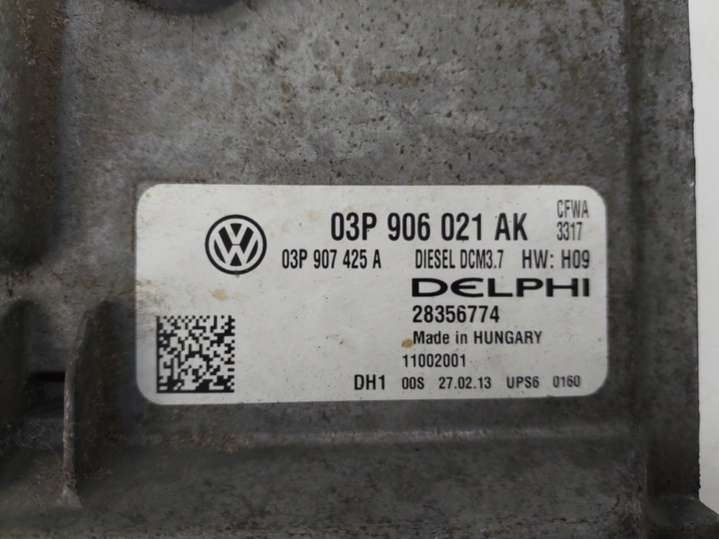 03P 906 021 AK CFWA
3317
03P 907 425 A DIESEL DCM3.7 HW: H09
DELPHI
28356774
Made in HUNGARY
11002001
DH1 00S 27.02.13 UPS6 0160